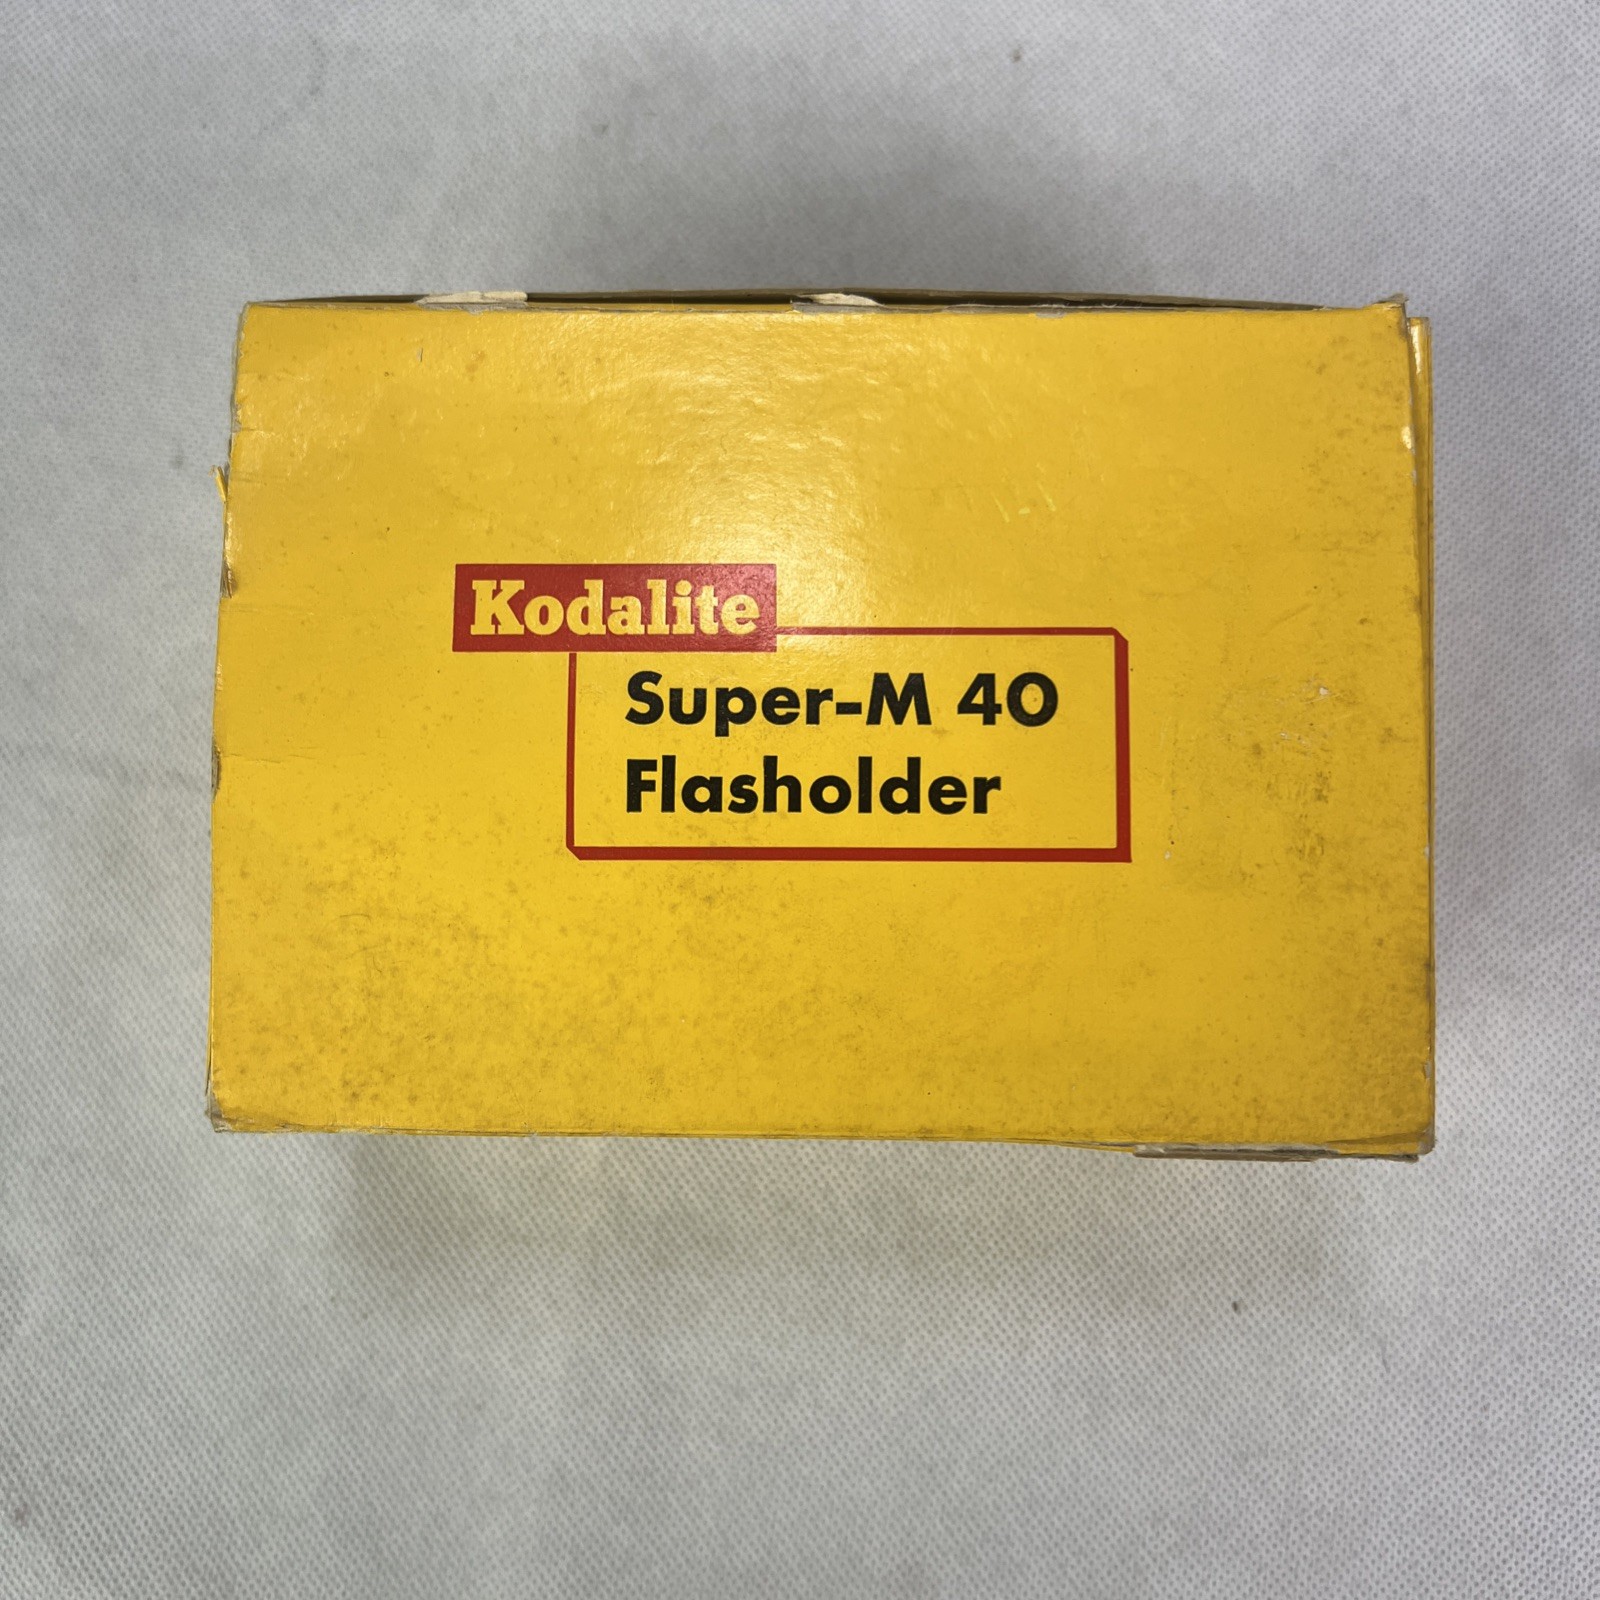 Kodalite
Super-M 40
Flasholder